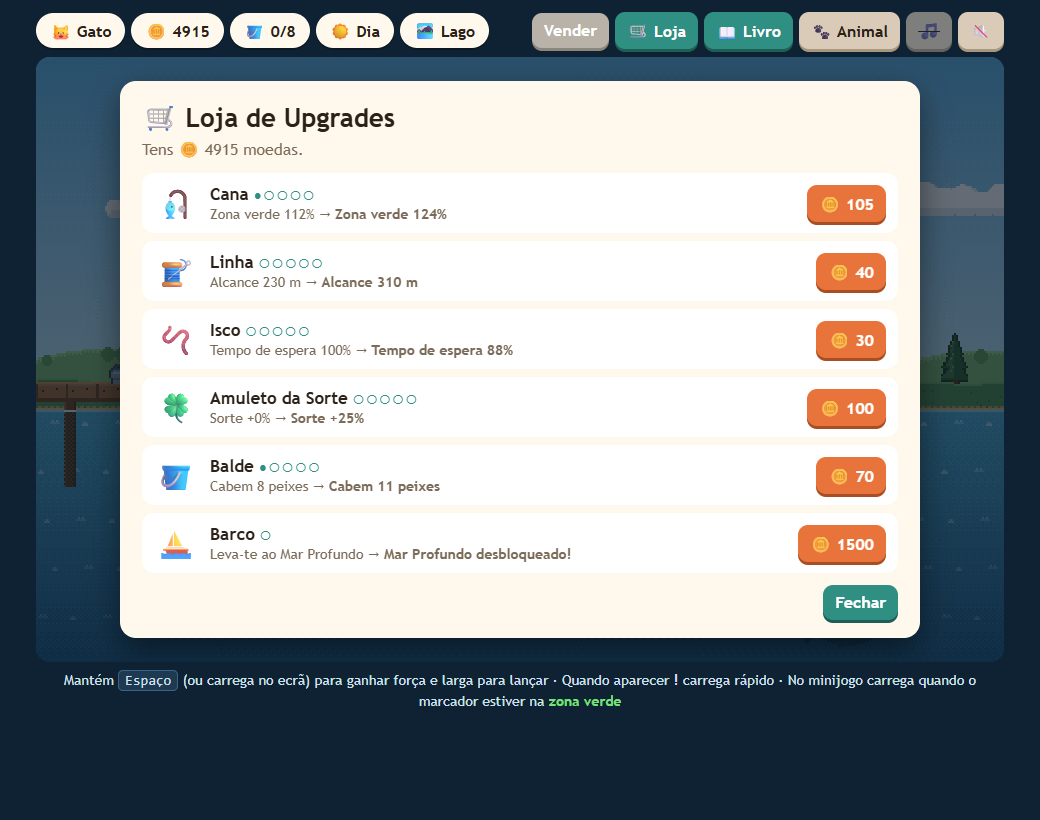 Gato 4915 0/8 Dia Lago Vender Loja Livro Animal
Loja de Upgrades
Tens 4915 moedas.
Cana
Zona verde 112% → Zona verde 124%
105
Linha
Alcance 230 m → Alcance 310 m
40
Isco
Tempo de espera 100% → Tempo de espera 88%
30
Amuleto da Sorte
Sorte +0% → Sorte +25%
100
Balde
Cabem 8 peixes → Cabem 11 peixes
70
Barco
Leva-te ao Mar Profundo → Mar Profundo desbloqueado!
1500
Fechar
Mantém Espaço (ou carrega no ecrã) para ganhar força e larga para lançar · Quando aparecer ! carrega rápido · No minijogo carrega quando o
marcador estiver na zona verde